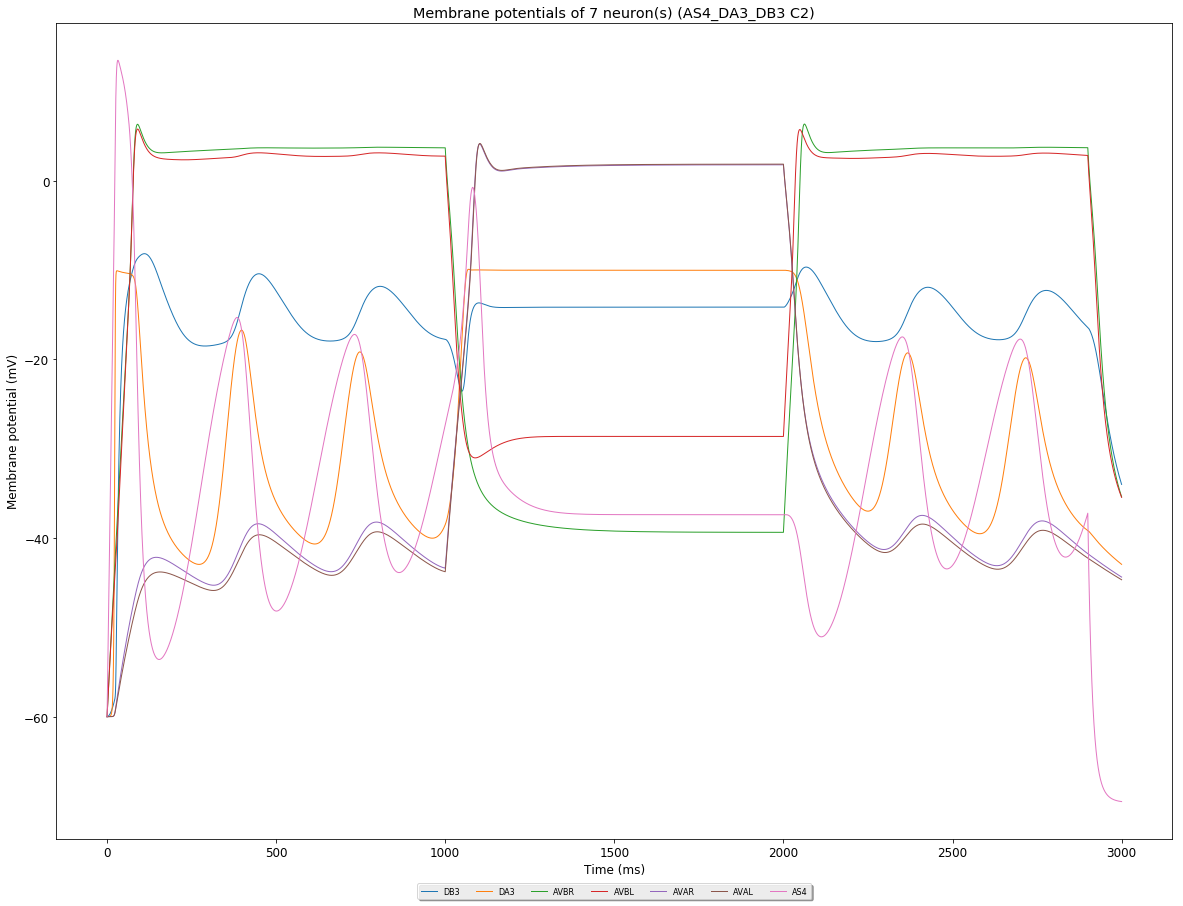 Membrane potentials of 7 neuron(s) (AS4_DA3_DB3 C2)
0
−20
−40
−60
Membrane potential (mV)
0 500 1000 1500 2000 2500 3000
Time (ms)
DB3 DA3 AVBR AVBL AVAR AVAL AS4